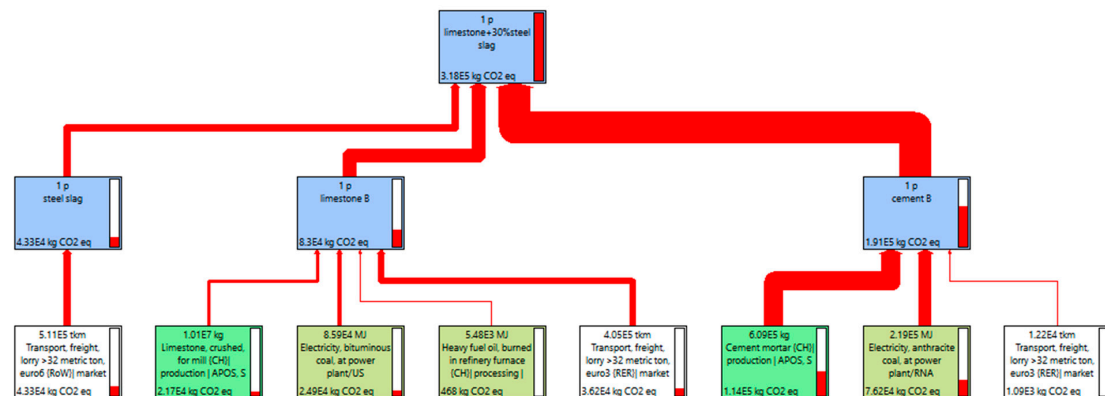 1 p
limestone+30%steel
slag
3.18E5 kg CO2 eq
1 p
steel slag
4.33E4 kg CO2 eq
1 p
limestone B
8.3E4 kg CO2 eq
1 p
cement B
1.91E5 kg CO2 eq
5.11E5 tkm
Transport, freight,
lorry >32 metric ton,
euro6 {RoW}| market
4.33E4 kg CO2 eq
1.01E7 kg
Limestone, crushed,
for mill {CH}|
production | APOS, S
2.17E4 kg CO2 eq
8.59E4 MJ
Electricity, bituminous
coal, at power
plant/US
2.49E4 kg CO2 eq
5.48E3 MJ
Heavy fuel oil, burned
in refinery furnace
{CH}| processing |
468 kg CO2 eq
4.05E5 tkm
Transport, freight,
lorry >32 metric ton,
euro3 {RER}| market
3.62E4 kg CO2 eq
6.09E5 kg
Cement mortar {CH}|
production | APOS, S
1.14E5 kg CO2 eq
2.19E5 MJ
Electricity, anthracite
coal, at power
plant/RNA
7.62E4 kg CO2 eq
1.22E4 tkm
Transport, freight,
lorry >32 metric ton,
euro3 {RER}| market
1.09E3 kg CO2 eq